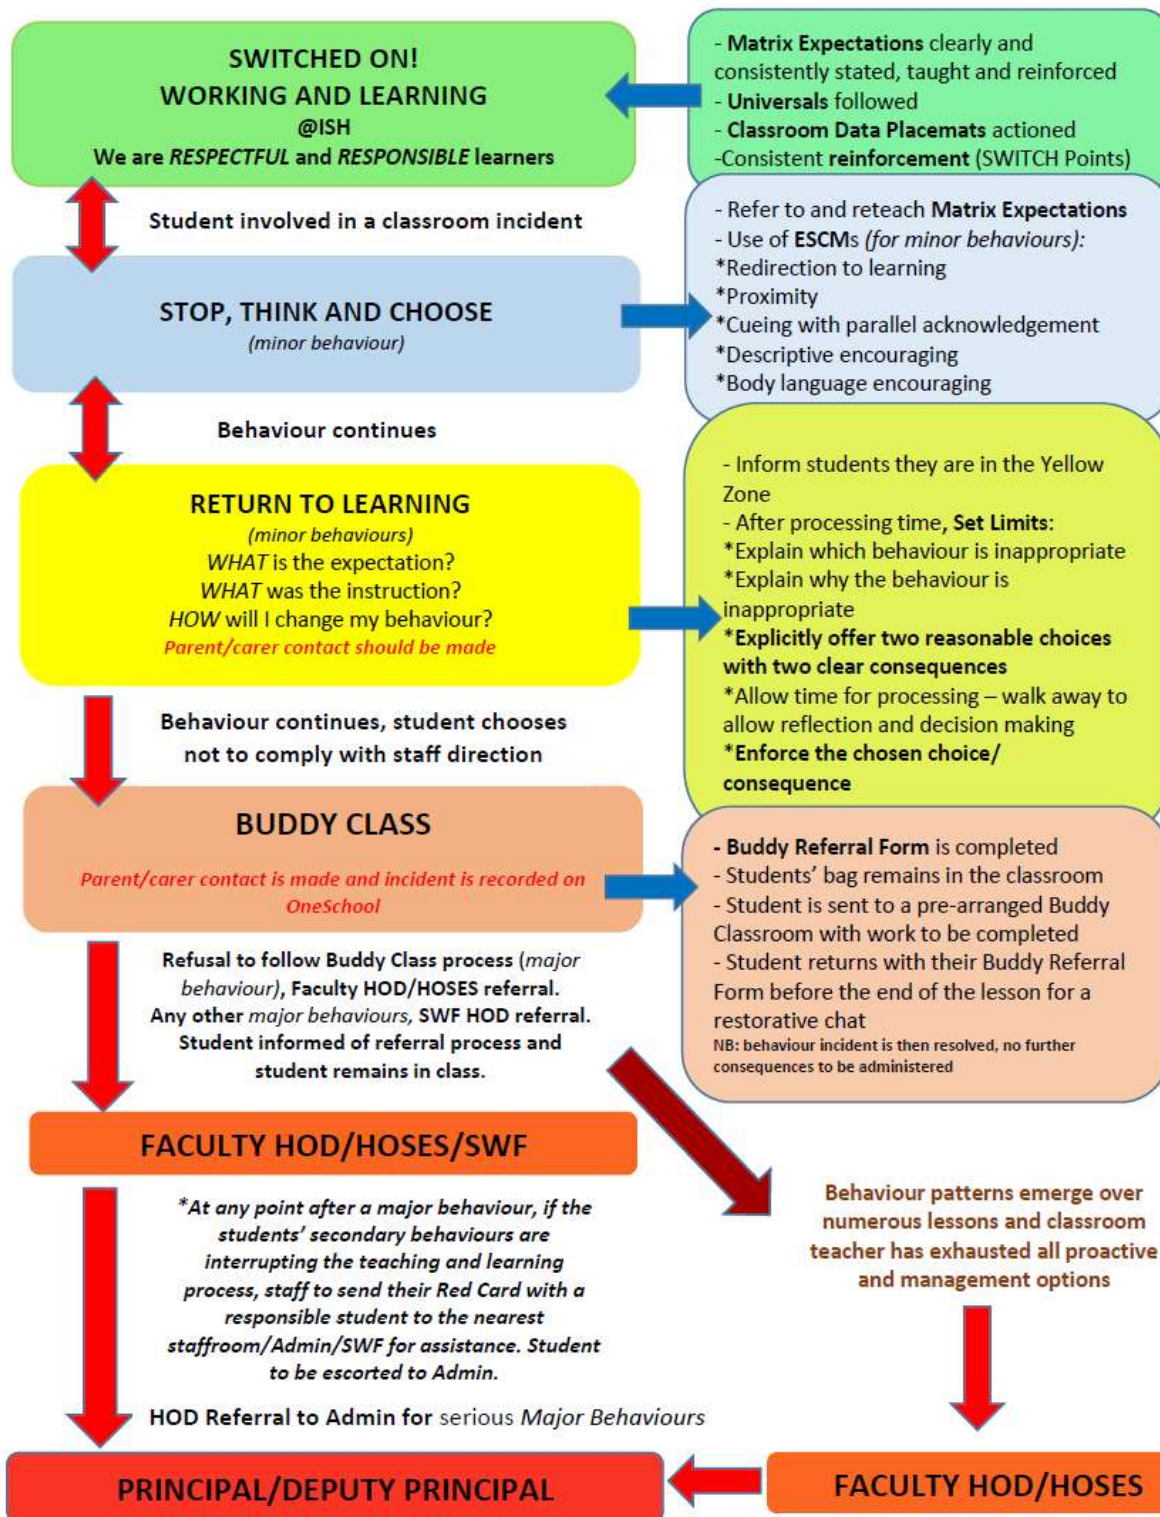 SWITCHED ON!
WORKING AND LEARNING
@ISH
We are RESPECTFUL and RESPONSIBLE learners
- Matrix Expectations clearly and
consistently stated, taught and reinforced
- Universals followed
- Classroom Data Placemats actioned
-Consistent reinforcement (SWITCH Points)
Student involved in a classroom incident
STOP, THINK AND CHOOSE
(minor behaviour)
- Refer to and reteach Matrix Expectations
- Use of ESCMs (for minor behaviours):
*Redirection to learning
*Proximity
*Cueing with parallel acknowledgement
*Descriptive encouraging
*Body language encouraging
Behaviour continues
RETURN TO LEARNING
(minor behaviours)
WHAT is the expectation?
WHAT was the instruction?
HOW will I change my behaviour?
Parent/carer contact should be made
- Inform students they are in the Yellow
Zone
- After processing time, Set Limits:
*Explain which behaviour is inappropriate
*Explain why the behaviour is
inappropriate
*Explicitly offer two reasonable choices
with two clear consequences
*Allow time for processing – walk away to
allow reflection and decision making
*Enforce the chosen choice/
consequence
Behaviour continues, student chooses
not to comply with staff direction
BUDDY CLASS
Parent/carer contact is made and incident is recorded on
OneSchool
- Buddy Referral Form is completed
- Students' bag remains in the classroom
- Student is sent to a pre-arranged Buddy
Classroom with work to be completed
- Student returns with their Buddy Referral
Form before the end of the lesson for a
restorative chat
NB: behaviour incident is then resolved, no further
consequences to be administered
Refusal to follow Buddy Class process (major
behaviour), Faculty HOD/HOSES referral.
Any other major behaviours, SWF HOD referral.
Student informed of referral process and
student remains in class.
FACULTY HOD/HOSES/SWF
*At any point after a major behaviour, if the
students' secondary behaviours are
interrupting the teaching and learning
process, staff to send their Red Card with a
responsible student to the nearest
staffroom/Admin/SWF for assistance. Student
to be escorted to Admin.
Behaviour patterns emerge over
numerous lessons and classroom
teacher has exhausted all proactive
and management options
HOD Referral to Admin for serious Major Behaviours
PRINCIPAL/DEPUTY PRINCIPAL
FACULTY HOD/HOSES